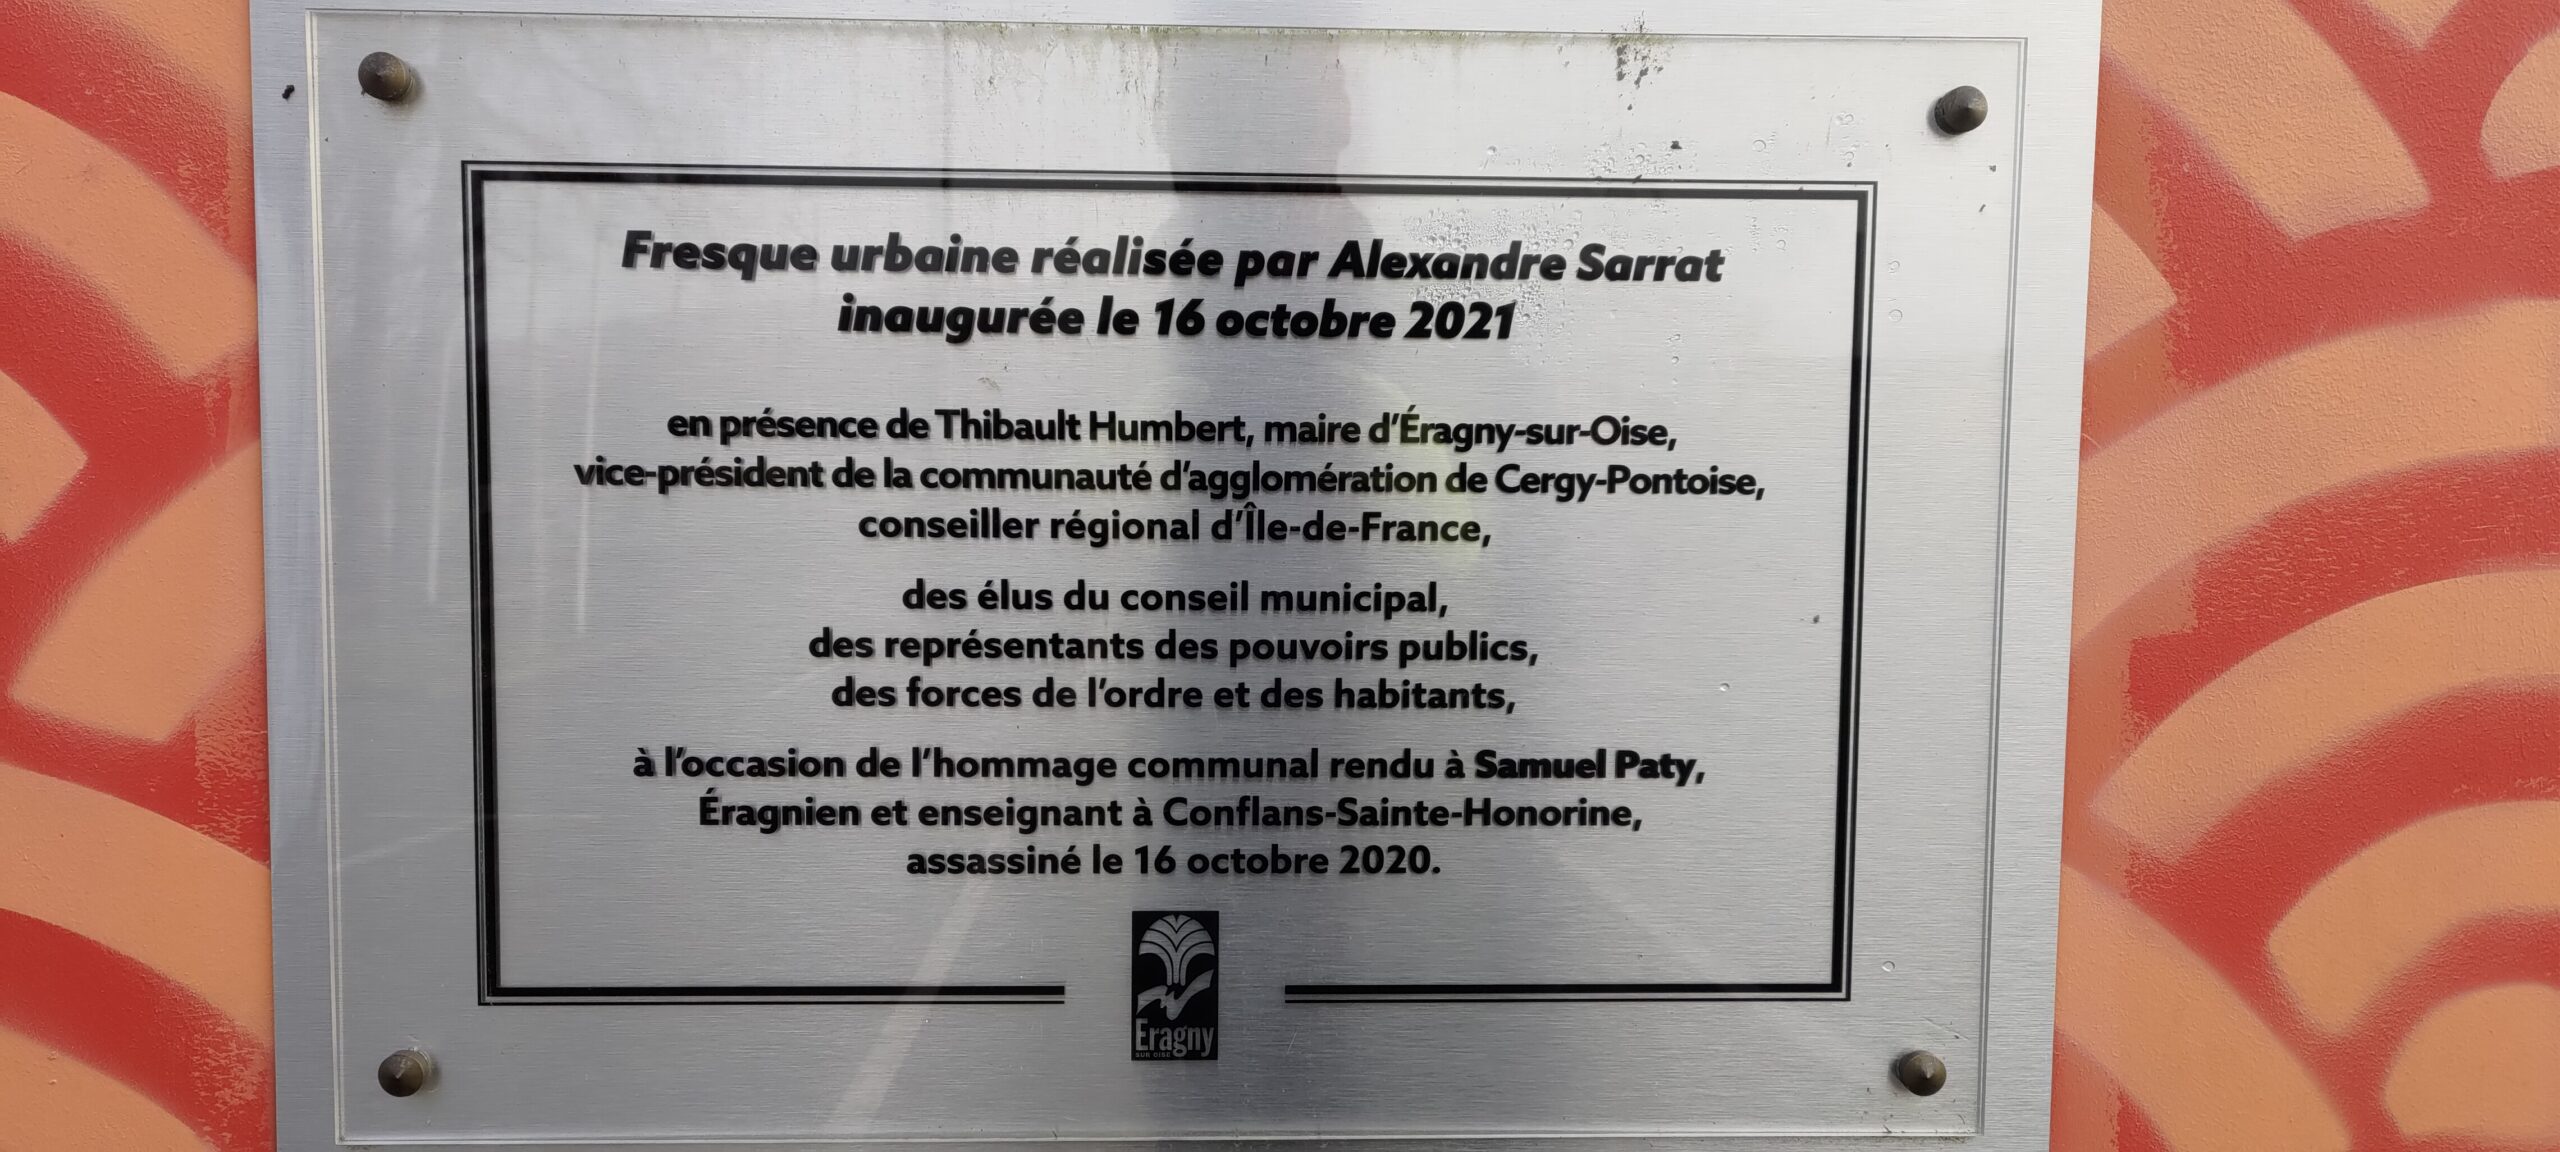 Fresque urbaine réalisée par Alexandre Sarrat
inaugurée le 16 octobre 2021
en présence de Thibault Humbert, maire d'Éragny-sur-Oise,
vice-président de la communauté d'agglomération de Cergy-Pontoise,
conseiller régional d'Île-de-France,
des élus du conseil municipal,
des représentants des pouvoirs publics,
des forces de l'ordre et des habitants,
à l'occasion de l'hommage communal rendu à Samuel Paty,
Éragnien et enseignant à Conflans-Sainte-Honorine,
assassiné le 16 octobre 2020.
Eragny
SUR OISE